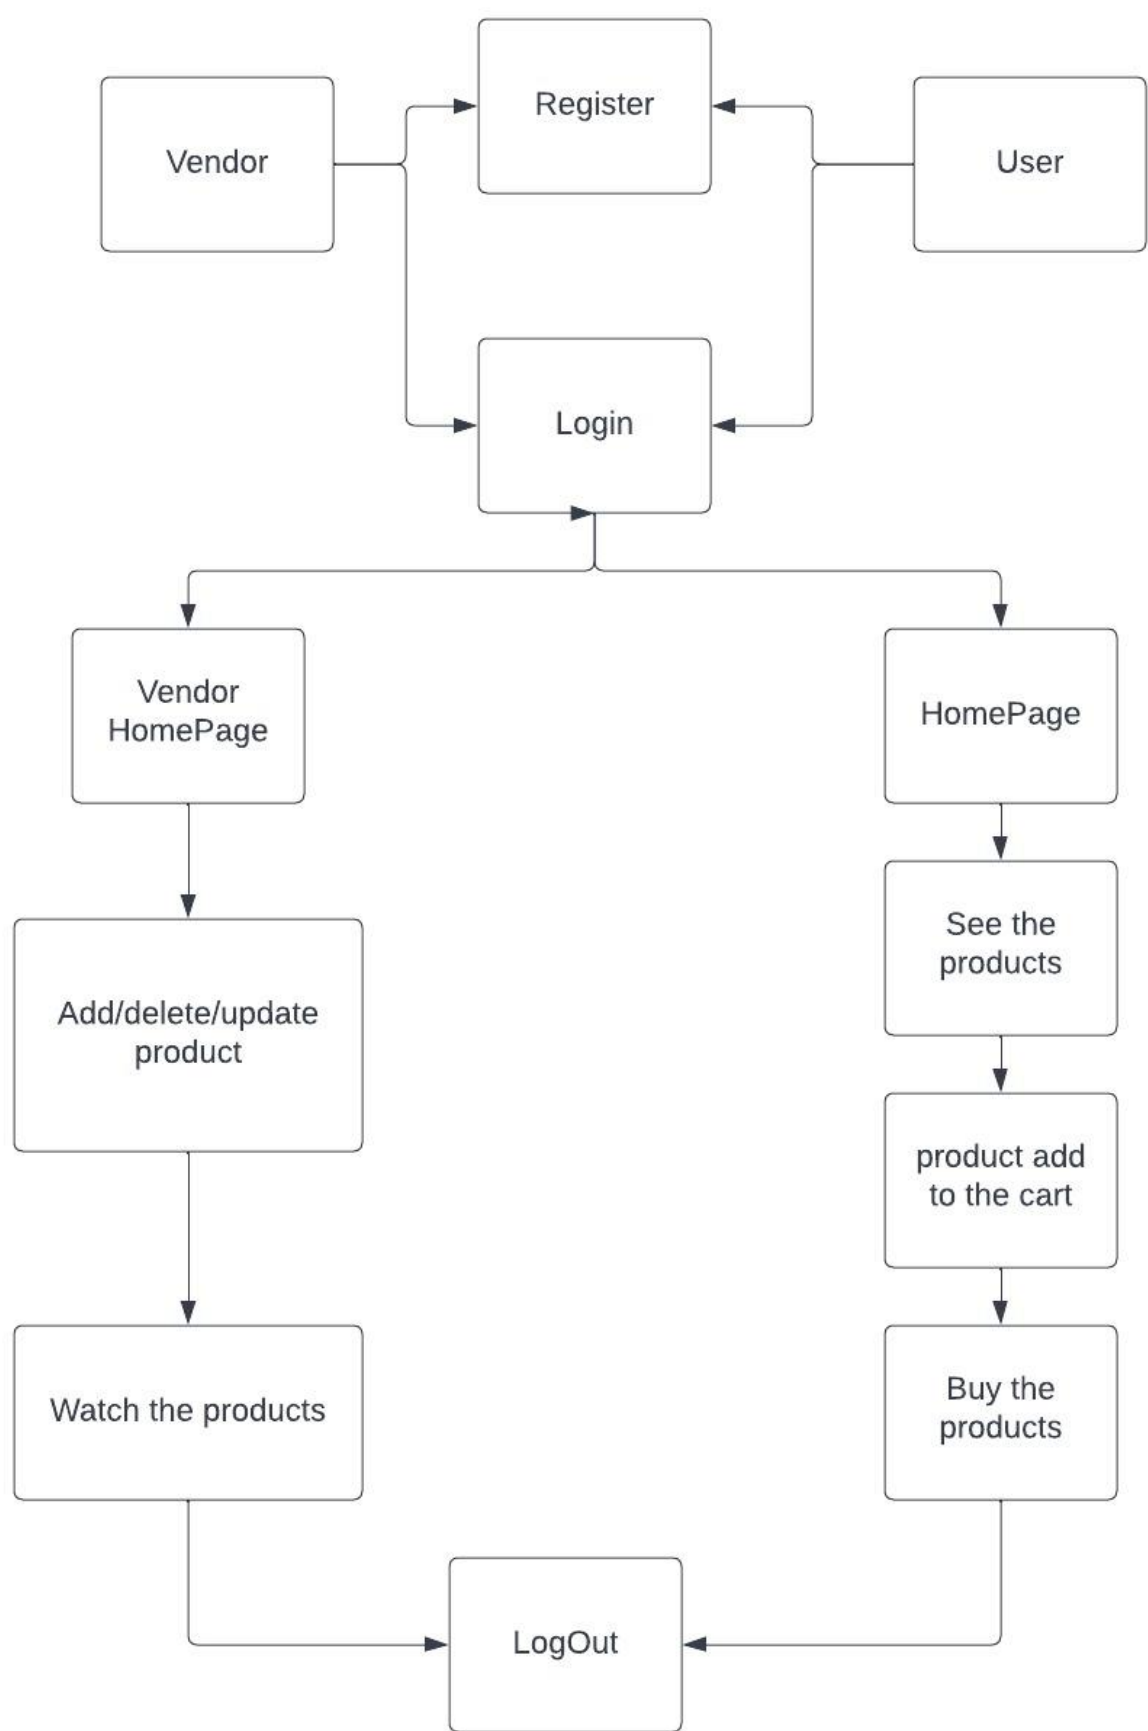 Register
Vendor
User
Login
Vendor
HomePage
HomePage
See the
products
Add/delete/update
product
product add
to the cart
Watch the products
Buy the
products
LogOut